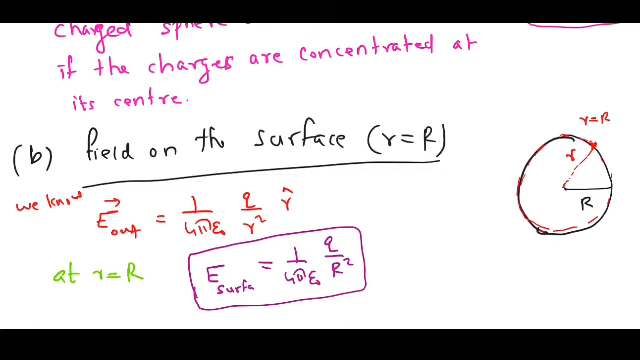 charged sphere
if the charges are concentrated at
its centre.
(b) field on the surface (r=R)
we know
E⃗out = 1/4πε₀ q/r² r̂
at r=R
Esurfa = 1/4πε₀ q/R²
r=R
r
R